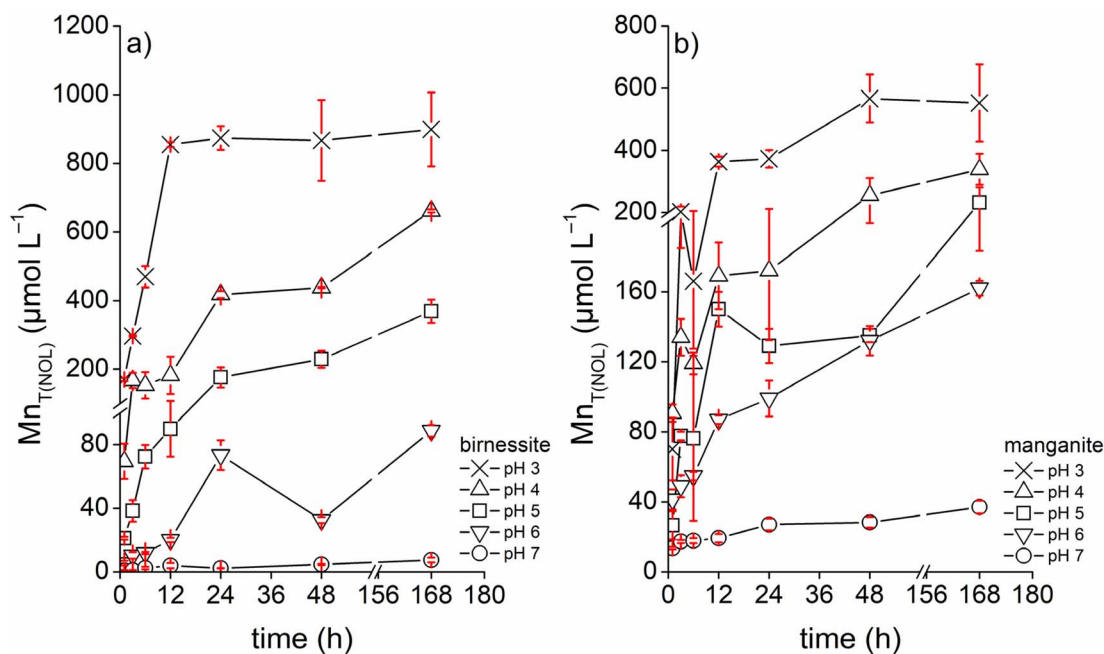 a)
Mn_T(NOL) (µmol L⁻¹)
1200
1000
800
600
400
200
80
40
0
birnessite
pH 3
pH 4
pH 5
pH 6
pH 7
0 12 24 36 48 156 168 180
time (h)
b)
Mn_T(NOL) (µmol L⁻¹)
800
600
400
200
160
120
80
40
0
manganite
pH 3
pH 4
pH 5
pH 6
pH 7
0 12 24 36 48 156 168 180
time (h)